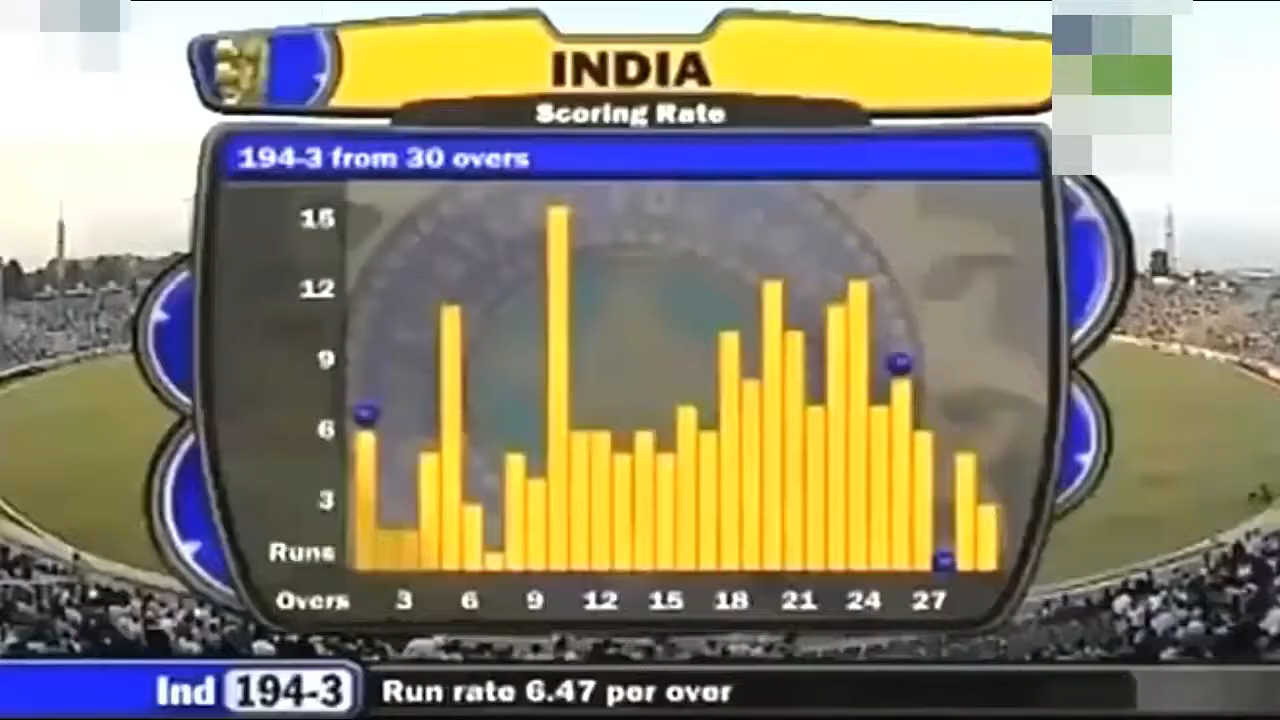 INDIA
Scoring Rate
194-3 from 30 overs
15
12
9
6
3
Runs
Overs 3 6 9 12 15 18 21 24 27
Ind 194-3 Run rate 6.47 per over